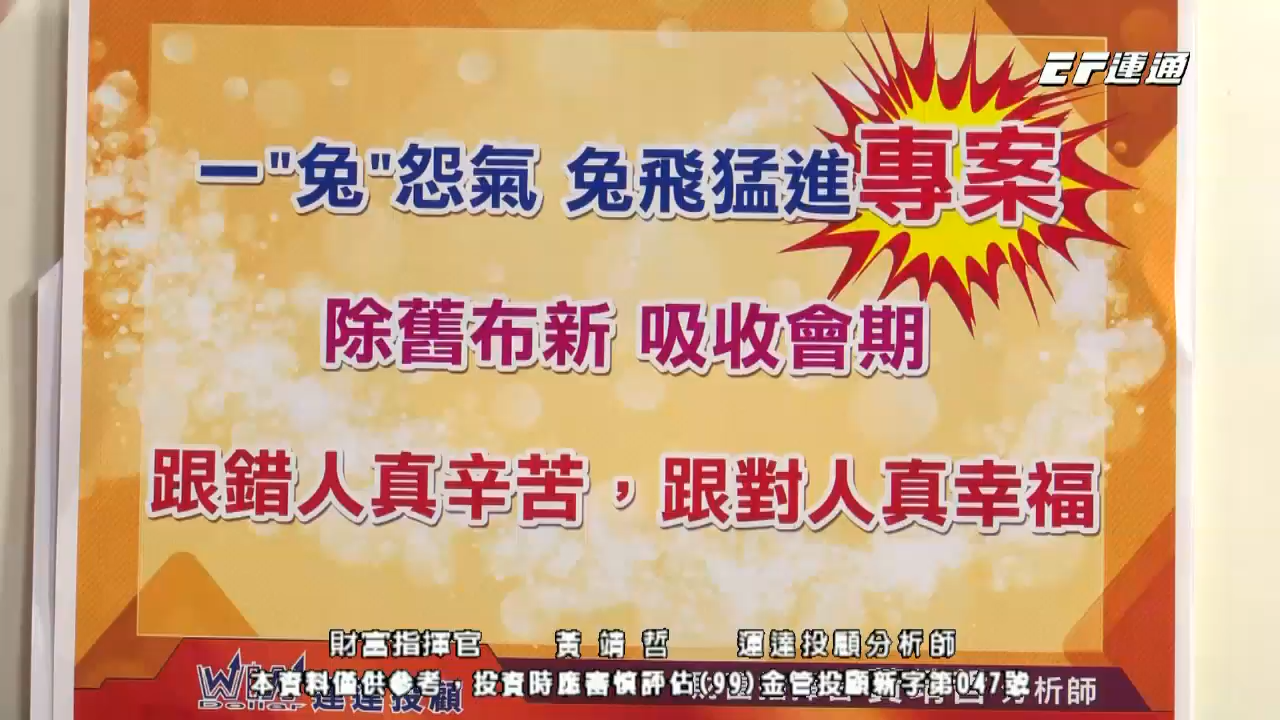 EF運通
一"兔"怨氣 兔飛猛進專案
除舊布新 吸收會期
跟錯人真辛苦，跟對人真幸福
財富指揮官 黃靖哲 運達投顧分析師
本資料僅供參考，投資時應審慎評估(99)金管投顧新字第047號
Dollar 運達投顧
分析師